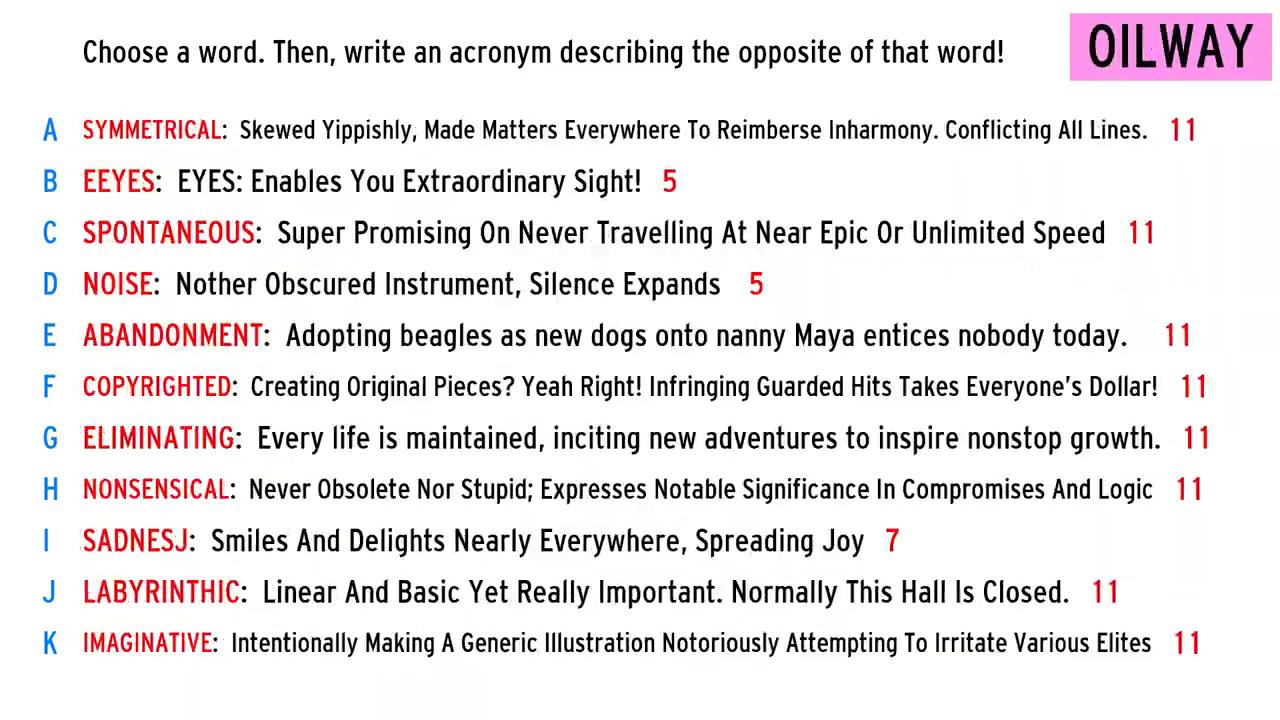 Choose a word. Then, write an acronym describing the opposite of that word!
OILWAY
A SYMMETRICAL: Skewed Yippishly, Made Matters Everywhere To Reimberse Inharmony. Conflicting All Lines. 11
B EEYES: EYES: Enables You Extraordinary Sight! 5
C SPONTANEOUS: Super Promising On Never Travelling At Near Epic Or Unlimited Speed 11
D NOISE: Nother Obscured Instrument, Silence Expands 5
E ABANDONMENT: Adopting beagles as new dogs onto nanny Maya entices nobody today. 11
F COPYRIGHTED: Creating Original Pieces? Yeah Right! Infringing Guarded Hits Takes Everyone's Dollar! 11
G ELIMINATING: Every life is maintained, inciting new adventures to inspire nonstop growth. 11
H NONSENSICAL: Never Obsolete Nor Stupid; Expresses Notable Significance In Compromises And Logic 11
I SADNESJ: Smiles And Delights Nearly Everywhere, Spreading Joy 7
J LABYRINTHIC: Linear And Basic Yet Really Important. Normally This Hall Is Closed. 11
K IMAGINATIVE: Intentionally Making A Generic Illustration Notoriously Attempting To Irritate Various Elites 11